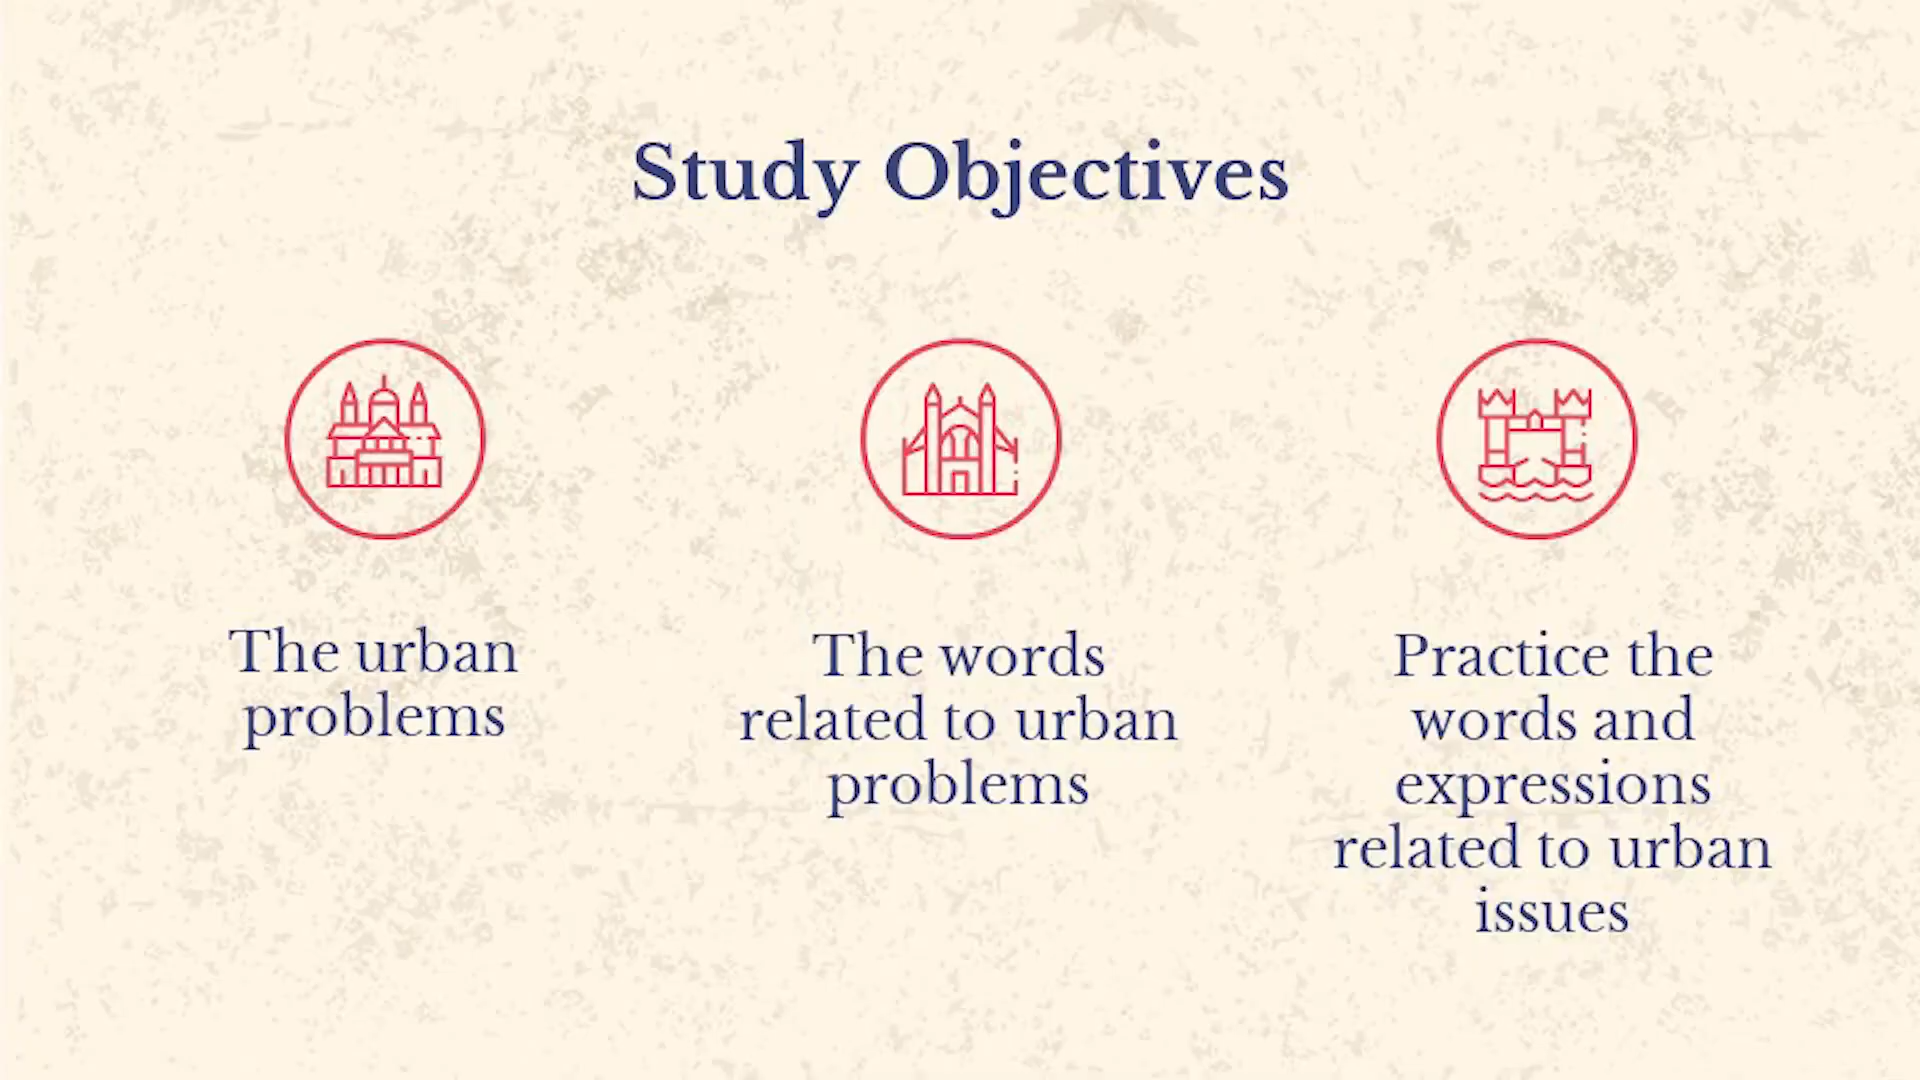 Study Objectives
The urban
problems
The words
related to urban
problems
Practice the
words and
expressions
related to urban
issues